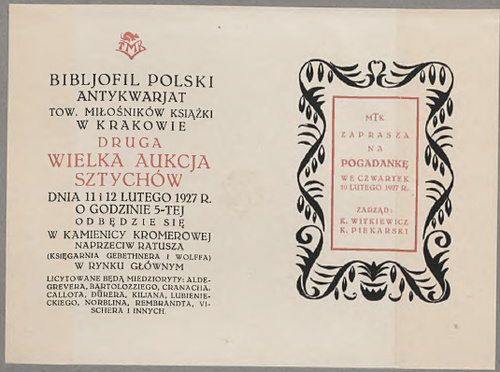 TMK
BIBLJOFIL POLSKI
ANTYKWARJAT
TOW. MIŁOŚNIKÓW KSIĄŻKI
W KRAKOWIE
DRUGA
WIELKA AUKCJA
SZTYCHÓW
DNIA 11 i 12 LUTEGO 1927 R.
O GODZINIE 5-TEJ
ODBĘDZIE SIĘ
W KAMIENICY KROMEROWEJ
NAPRZECIW RATUSZA
(KSIĘGARNIA GEBETHNERA I WOLFFA)
W RYNKU GŁÓWNYM
LICYTOWANE BĘDĄ MIEDZIORYTY: ALDE-
GREVERA, BARTOLOZZIEGO, CRANACHA,
CALLOTA, DÜRERA, KILJANA, LUBIENIE-
CKIEGO, NORBLINA, REMBRANDTA, VI-
SCHERA I INNYCH.
MTK
ZAPRASZA
NA
POGADANKĘ
WE CZWARTEK
10 LUTEGO 1927 R.
ZARZĄD:
K. WITKIEWICZ
K. PIEKARSKI